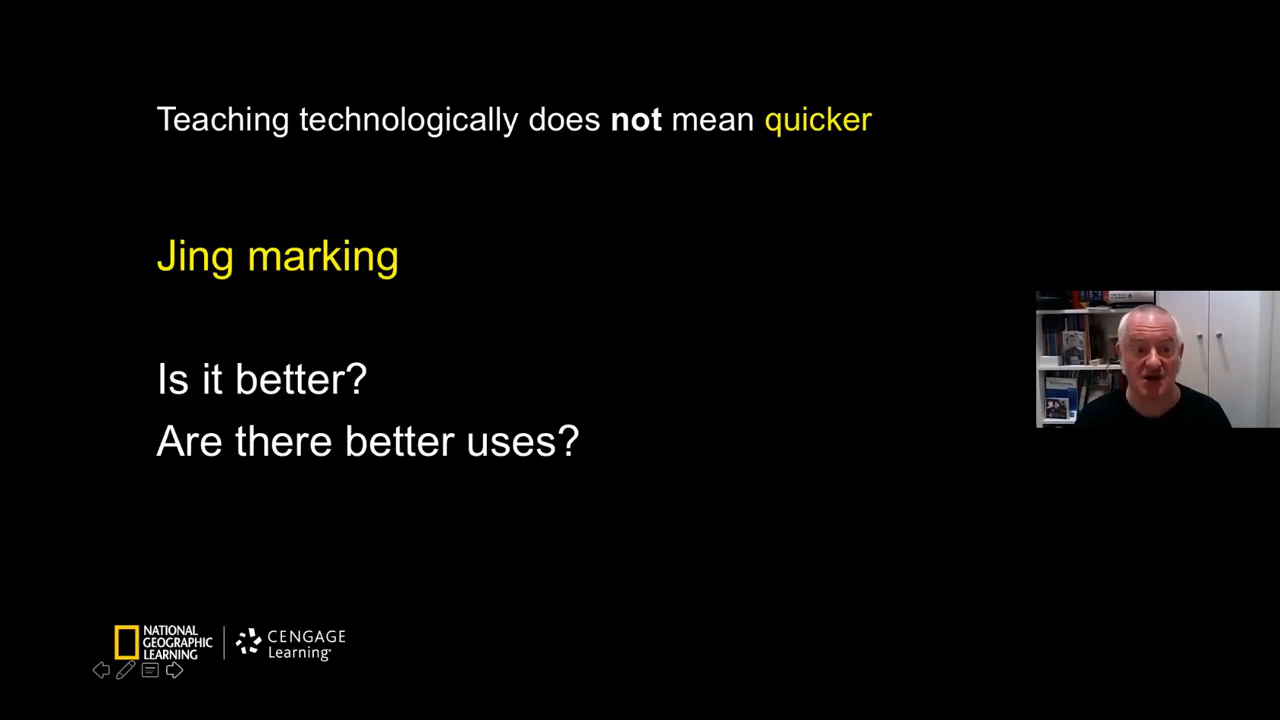 Teaching technologically does not mean quicker
Jing marking
Is it better?
Are there better uses?
NATIONAL
GEOGRAPHIC
LEARNING
CENGAGE
Learning